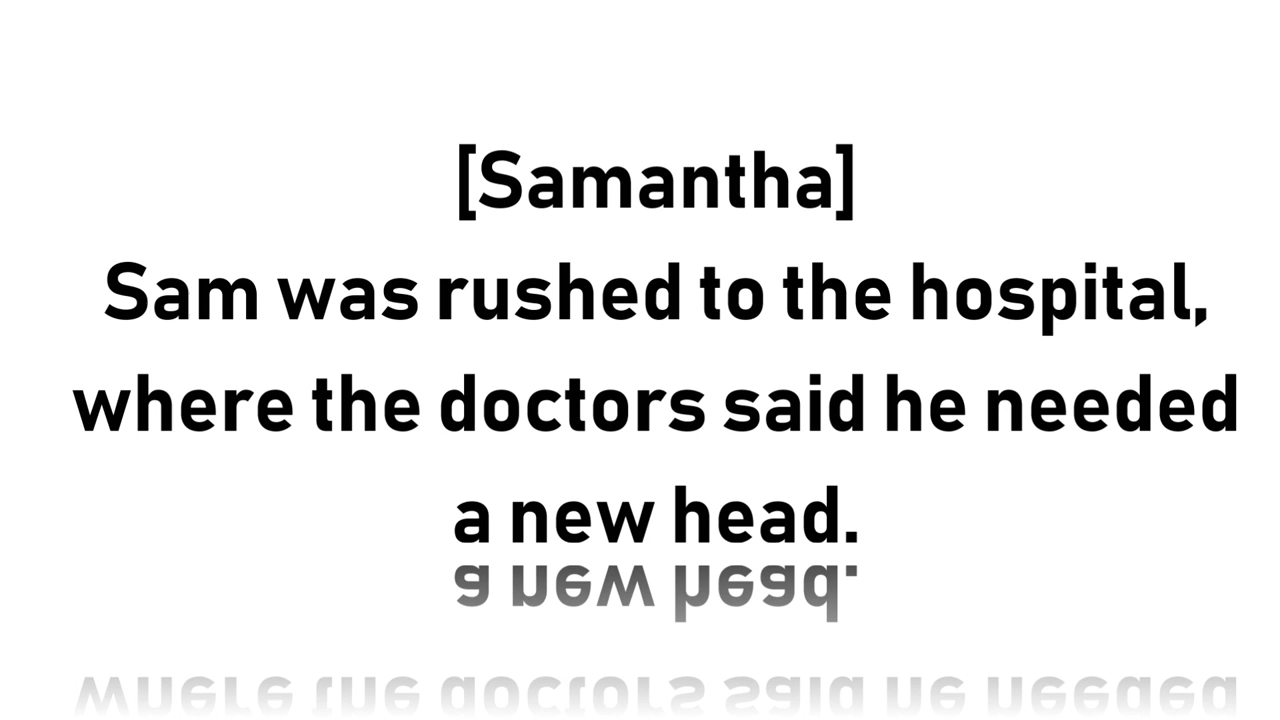 [Samantha]
Sam was rushed to the hospital,
where the doctors said he needed
a new head.